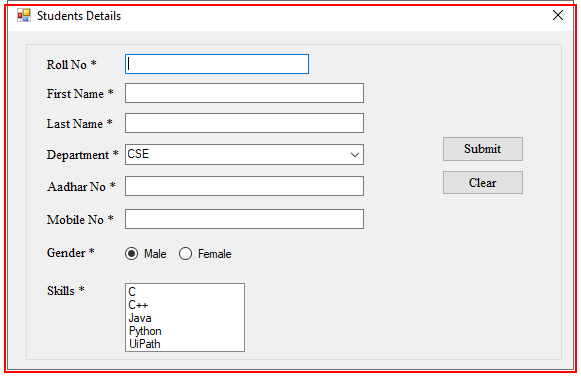 Students Details
Roll No *
First Name *
Last Name *
Department * CSE
Submit
Aadhar No *
Clear
Mobile No *
Gender * Male Female
Skills * C
C++
Java
Python
UiPath